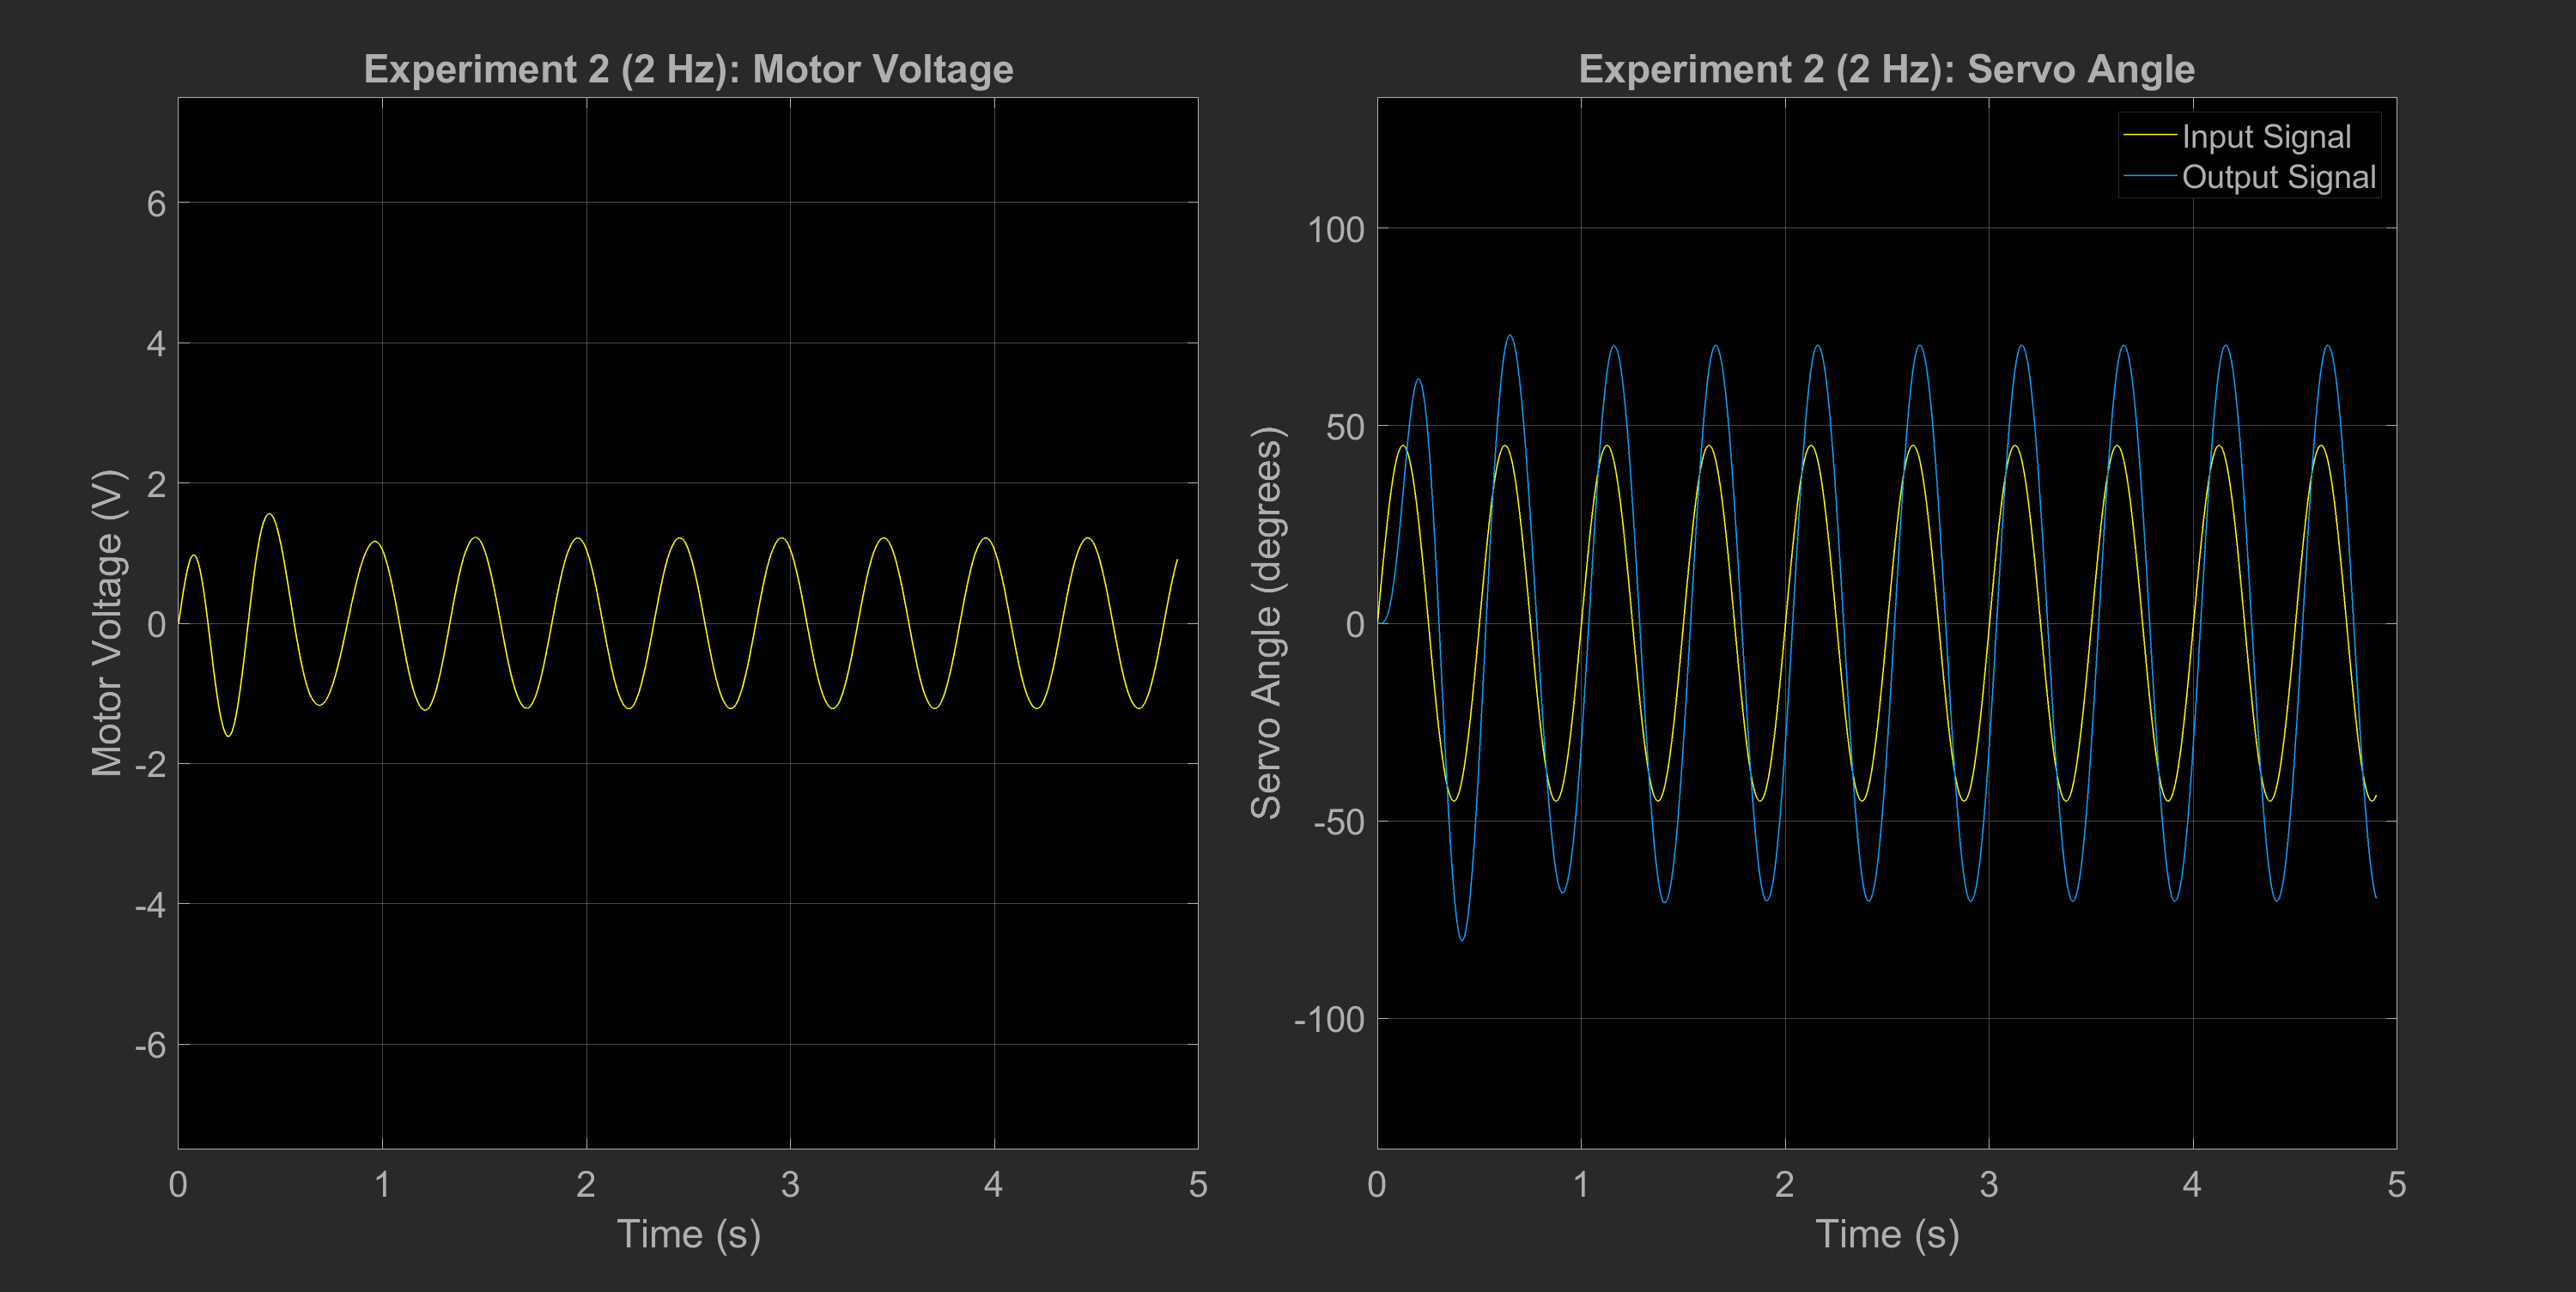 Experiment 2 (2 Hz): Motor Voltage
6
4
2
0
-2
-4
-6
Motor Voltage (V)
0 1 2 3 4 5
Time (s)
Experiment 2 (2 Hz): Servo Angle
Input Signal
Output Signal
100
50
0
-50
-100
Servo Angle (degrees)
0 1 2 3 4 5
Time (s)